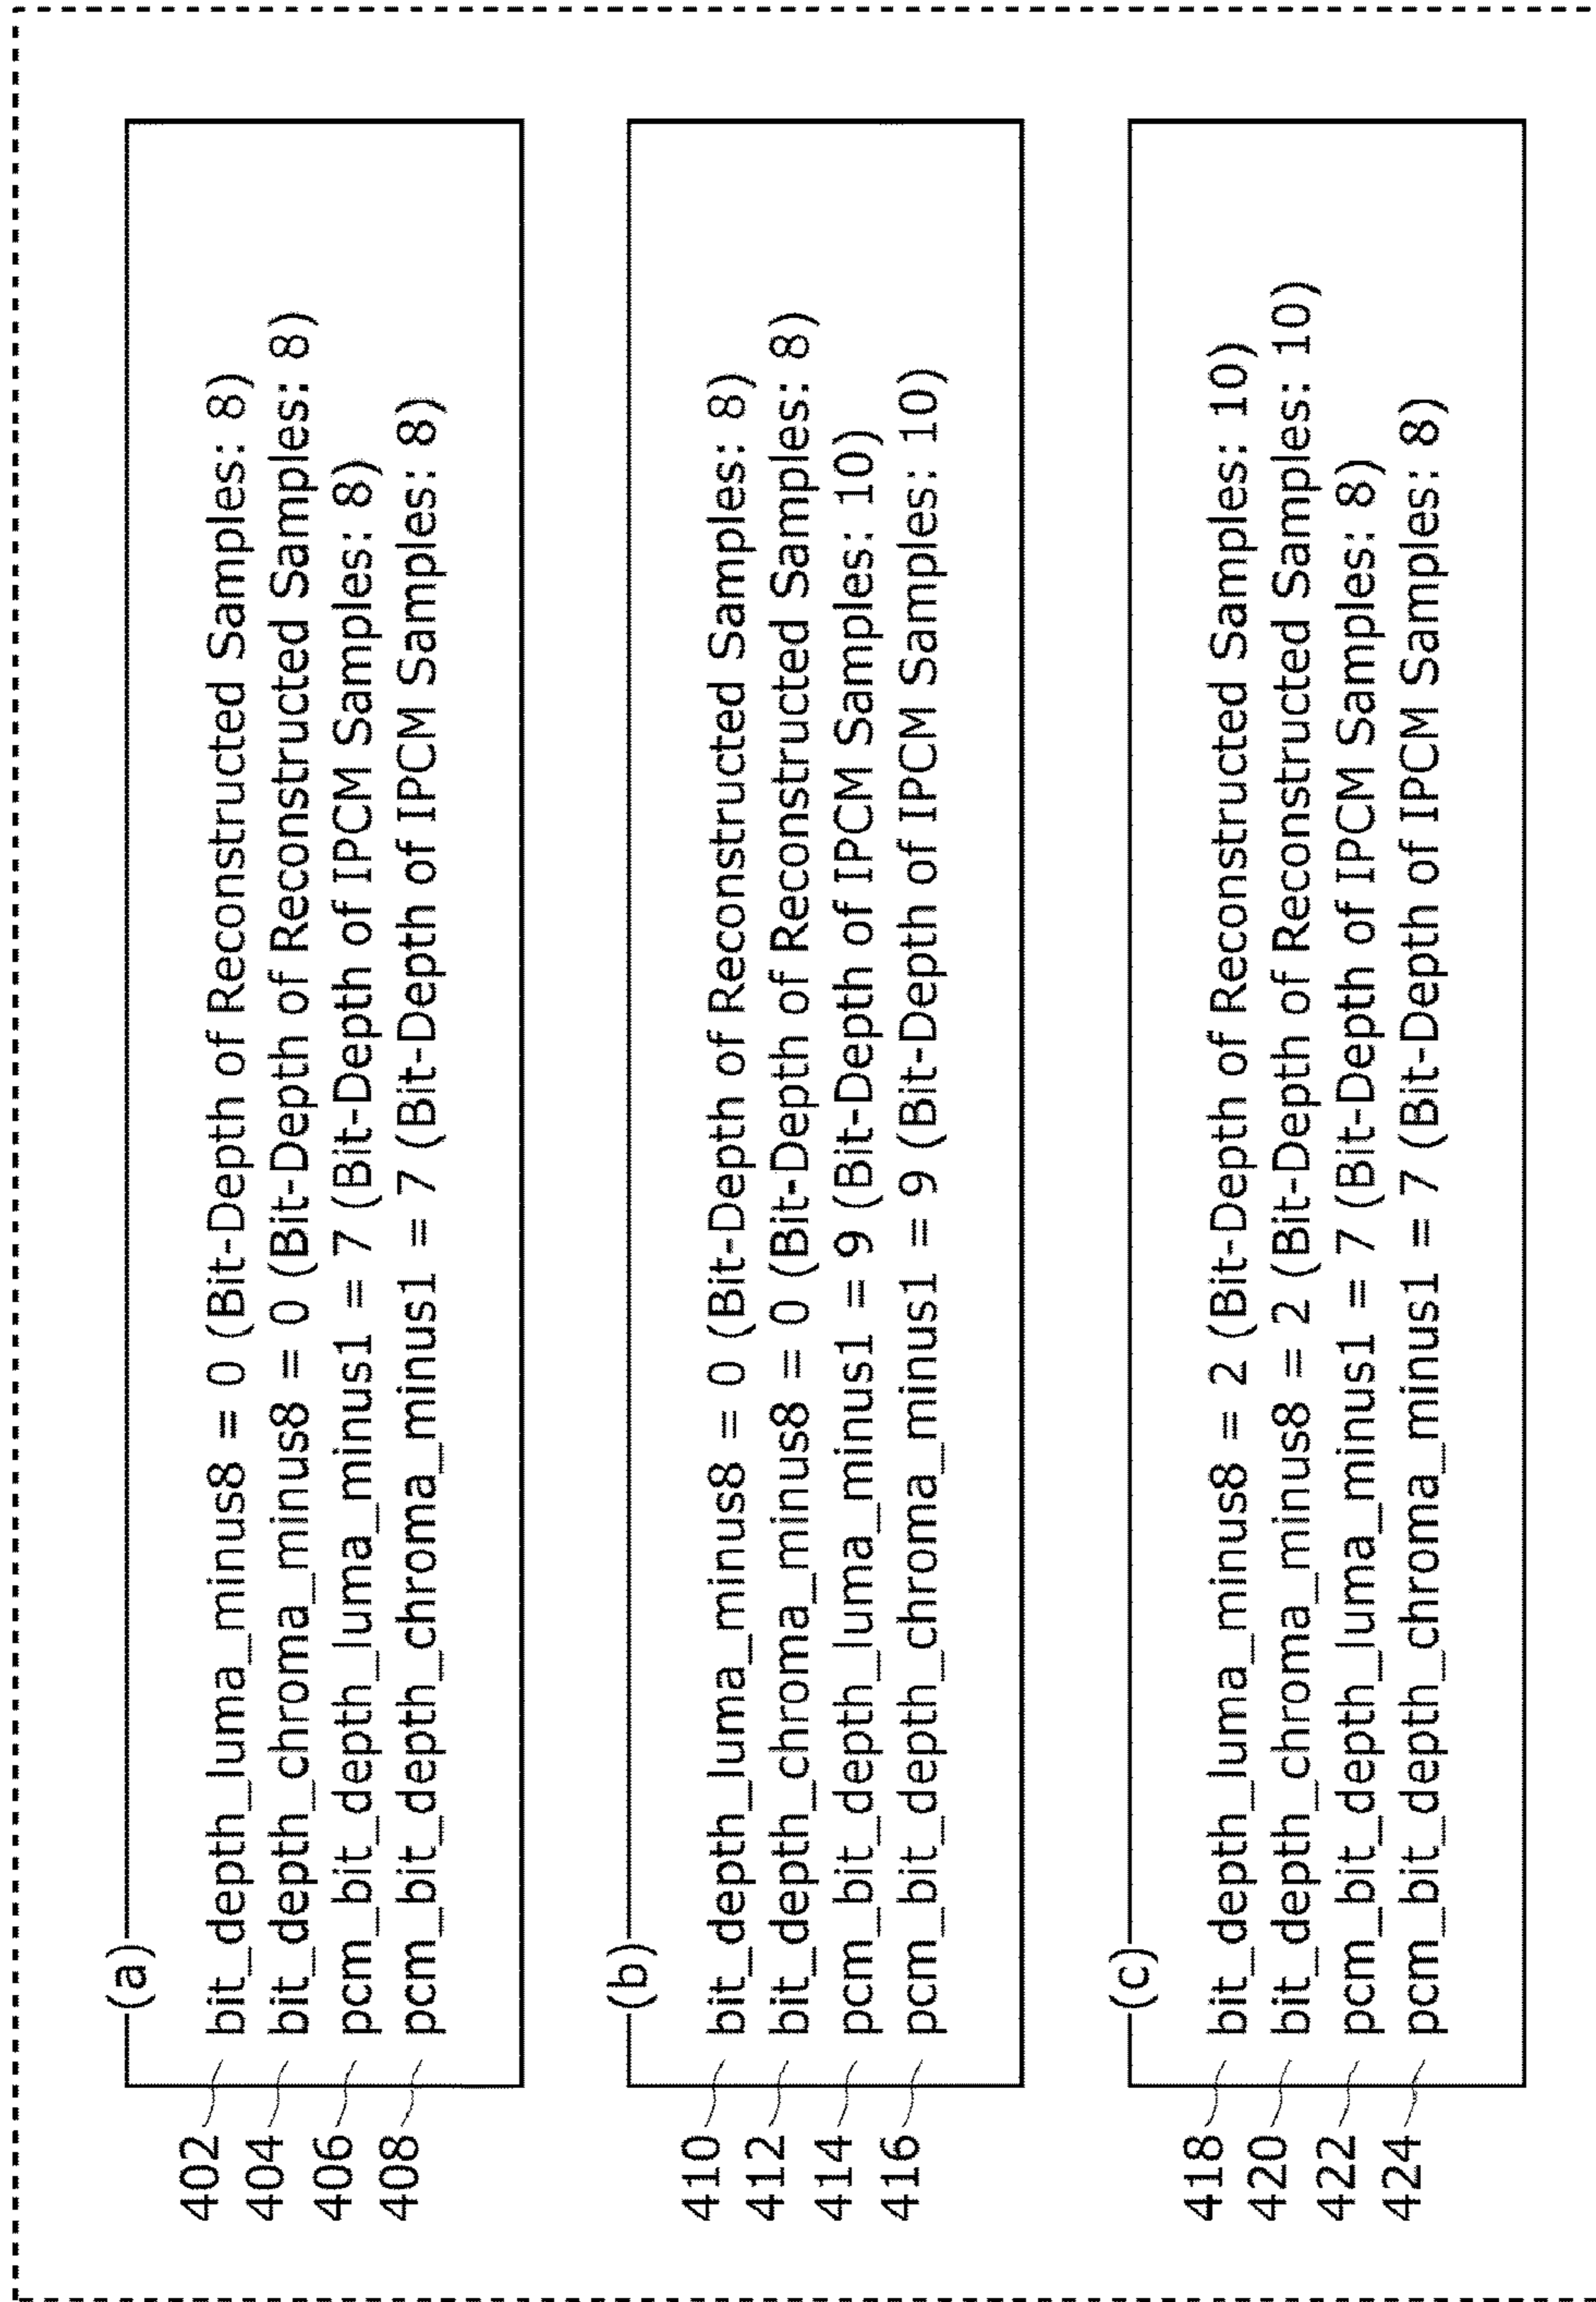 (a)
402 bit_depth_luma_minus8 = 0 (Bit-Depth of Reconstructed Samples: 8)
404 bit_depth_chroma_minus8 = 0 (Bit-Depth of Reconstructed Samples: 8)
406 pcm_bit_depth_luma_minus1 = 7 (Bit-Depth of IPCM Samples: 8)
408 pcm_bit_depth_chroma_minus1 = 7 (Bit-Depth of IPCM Samples: 8)
(b)
410 bit_depth_luma_minus8 = 0 (Bit-Depth of Reconstructed Samples: 8)
412 bit_depth_chroma_minus8 = 0 (Bit-Depth of Reconstructed Samples: 8)
414 pcm_bit_depth_luma_minus1 = 9 (Bit-Depth of IPCM Samples: 10)
416 pcm_bit_depth_chroma_minus1 = 9 (Bit-Depth of IPCM Samples: 10)
(c)
418 bit_depth_luma_minus8 = 2 (Bit-Depth of Reconstructed Samples: 10)
420 bit_depth_chroma_minus8 = 2 (Bit-Depth of Reconstructed Samples: 10)
422 pcm_bit_depth_luma_minus1 = 7 (Bit-Depth of IPCM Samples: 8)
424 pcm_bit_depth_chroma_minus1 = 7 (Bit-Depth of IPCM Samples: 8)